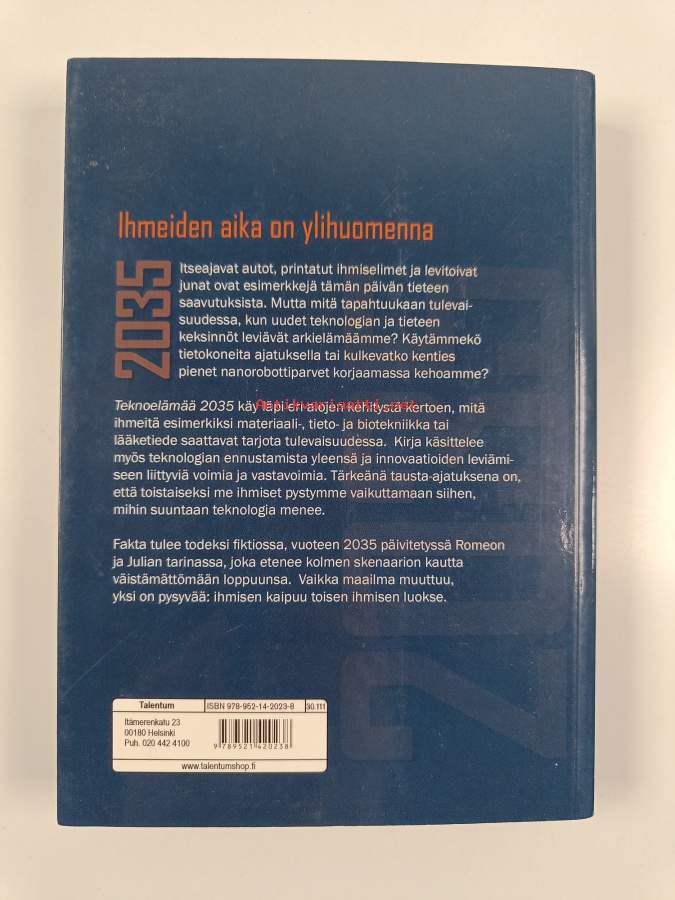 Ihmeiden aika on ylihuomenna
2035
Itseajavat autot, printatut ihmiselimet ja levitoivat
junat ovat esimerkkejä tämän päivän tieteen
saavutuksista. Mutta mitä tapahtuukaan tulevai-
suudessa, kun uudet teknologian ja tieteen
keksinnöt leviävät arkielämäämme? Käytämmekö
tietokoneita ajatuksella tai kulkevatko kenties
pienet nanorobottiparvet korjaamassa kehoamme?
Antikvariaatti.net
Teknoelämää 2035 käy läpi eri alojen kehitystä kertoen, mitä
ihmeitä esimerkiksi materiaali-, tieto- ja biotekniikka tai
lääketiede saattavat tarjota tulevaisuudessa. Kirja käsittelee
myös teknologian ennustamista yleensä ja innovaatioiden leviämi-
seen liittyviä voimia ja vastavoimia. Tärkeänä tausta-ajatuksena on,
että toistaiseksi me ihmiset pystymme vaikuttamaan siihen,
mihin suuntaan teknologia menee.
Fakta tulee todeksi fiktiossa, vuoteen 2035 päivitetyssä Romeon
ja Julian tarinassa, joka etenee kolmen skenaarion kautta
väistämättömään loppuunsa. Vaikka maailma muuttuu,
yksi on pysyvää: ihmisen kaipuu toisen ihmisen luokse.
Talentum
ISBN 978-952-14-2023-8
30.111
Itämerenkatu 23
00180 Helsinki
Puh. 020 442 4100
9 789521 420238
www.talentumshop.fi